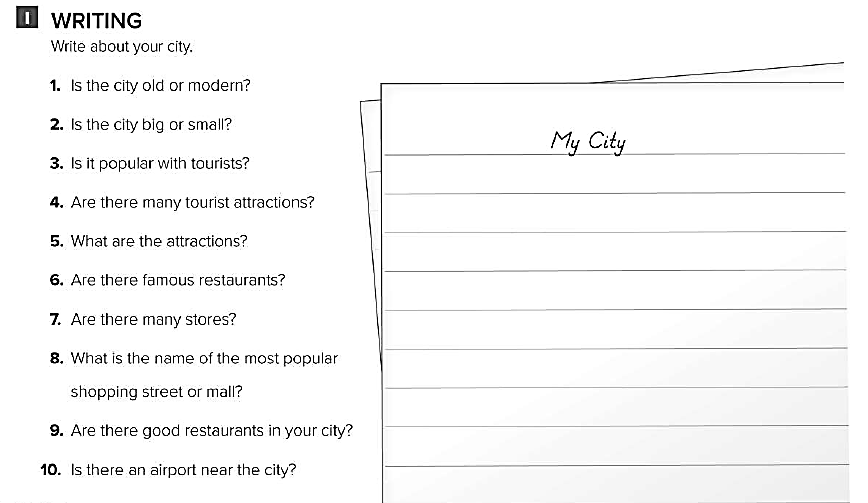 I WRITING
Write about your city.
1. Is the city old or modern?
2. Is the city big or small?
3. Is it popular with tourists?
4. Are there many tourist attractions?
5. What are the attractions?
6. Are there famous restaurants?
7. Are there many stores?
8. What is the name of the most popular
shopping street or mall?
9. Are there good restaurants in your city?
10. Is there an airport near the city?
My City